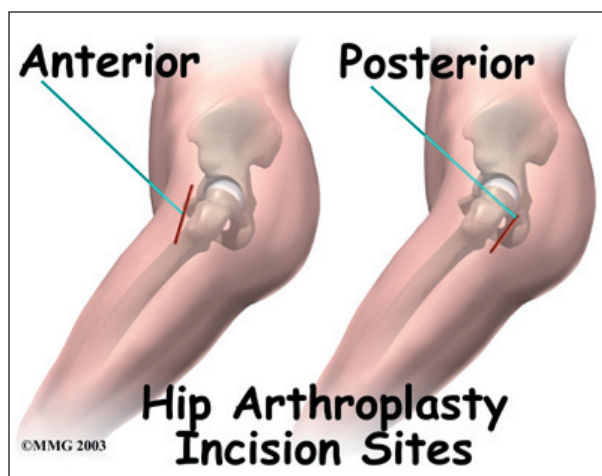 Anterior
Posterior
Hip Arthroplasty
Incision Sites
©MMG 2003